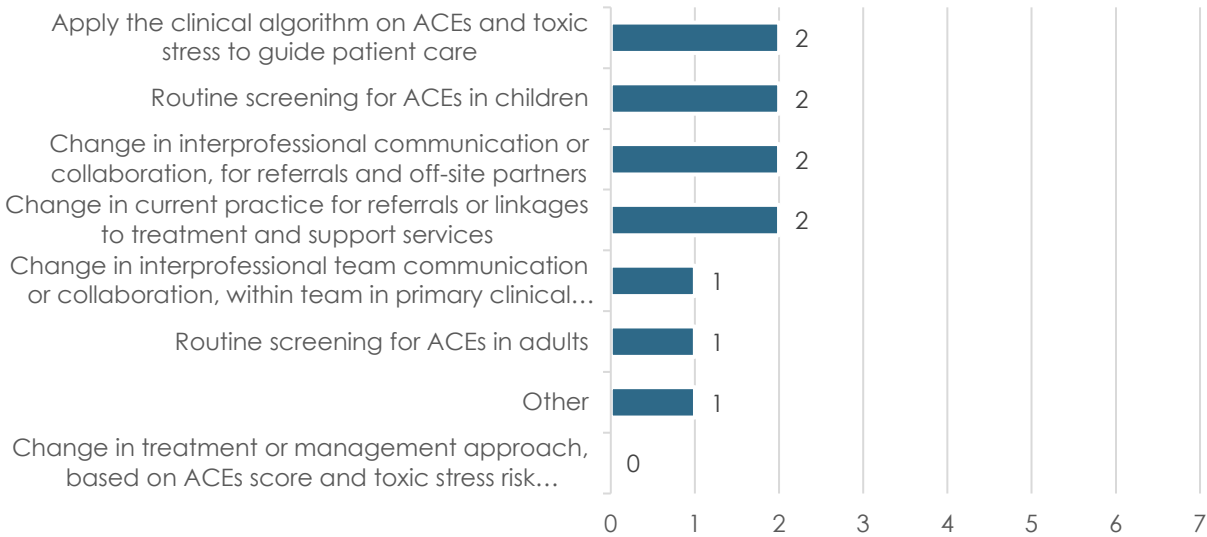 Apply the clinical algorithm on ACEs and toxic
stress to guide patient care
2
Routine screening for ACEs in children
2
Change in interprofessional communication or
collaboration, for referrals and off-site partners
2
Change in current practice for referrals or linkages
to treatment and support services
2
Change in interprofessional team communication
or collaboration, within team in primary clinical…
1
Routine screening for ACEs in adults
1
Other
1
Change in treatment or management approach,
based on ACEs score and toxic stress risk…
0
0 1 2 3 4 5 6 7